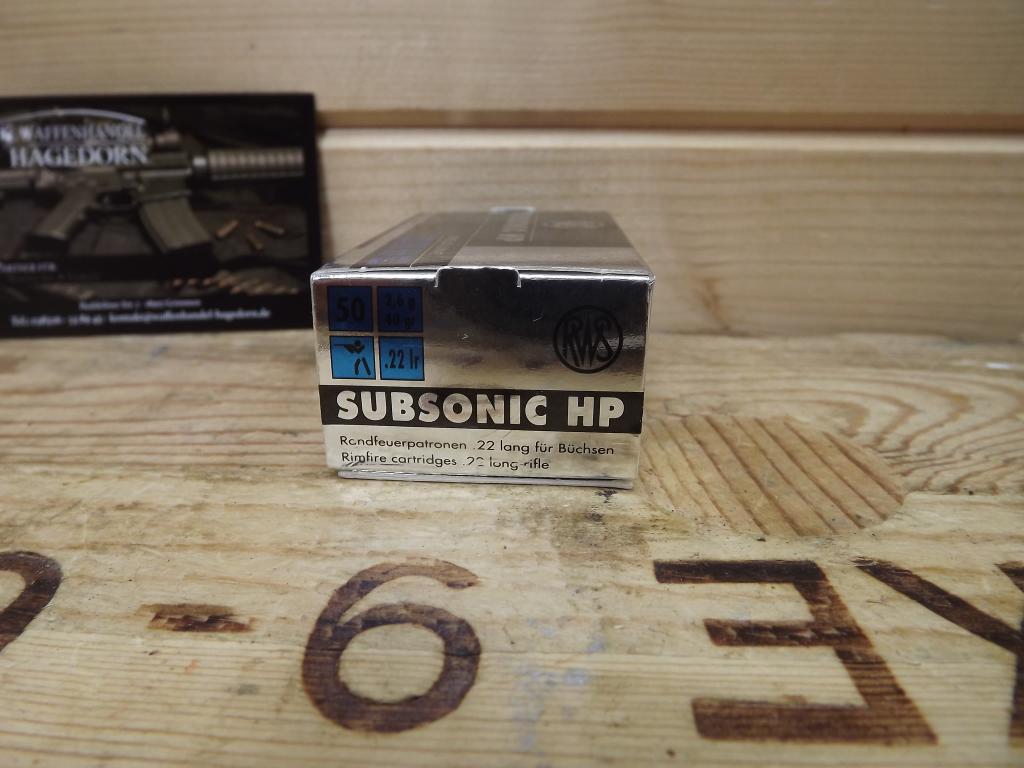 WAFFENHANDEL
HAGEDORN
50
2,6 g
40 gr
.22 lr
RWS
SUBSONIC HP
Randfeuerpatronen .22 lang für Büchsen
Rimfire cartridges .22 long-rifle
- 6 E